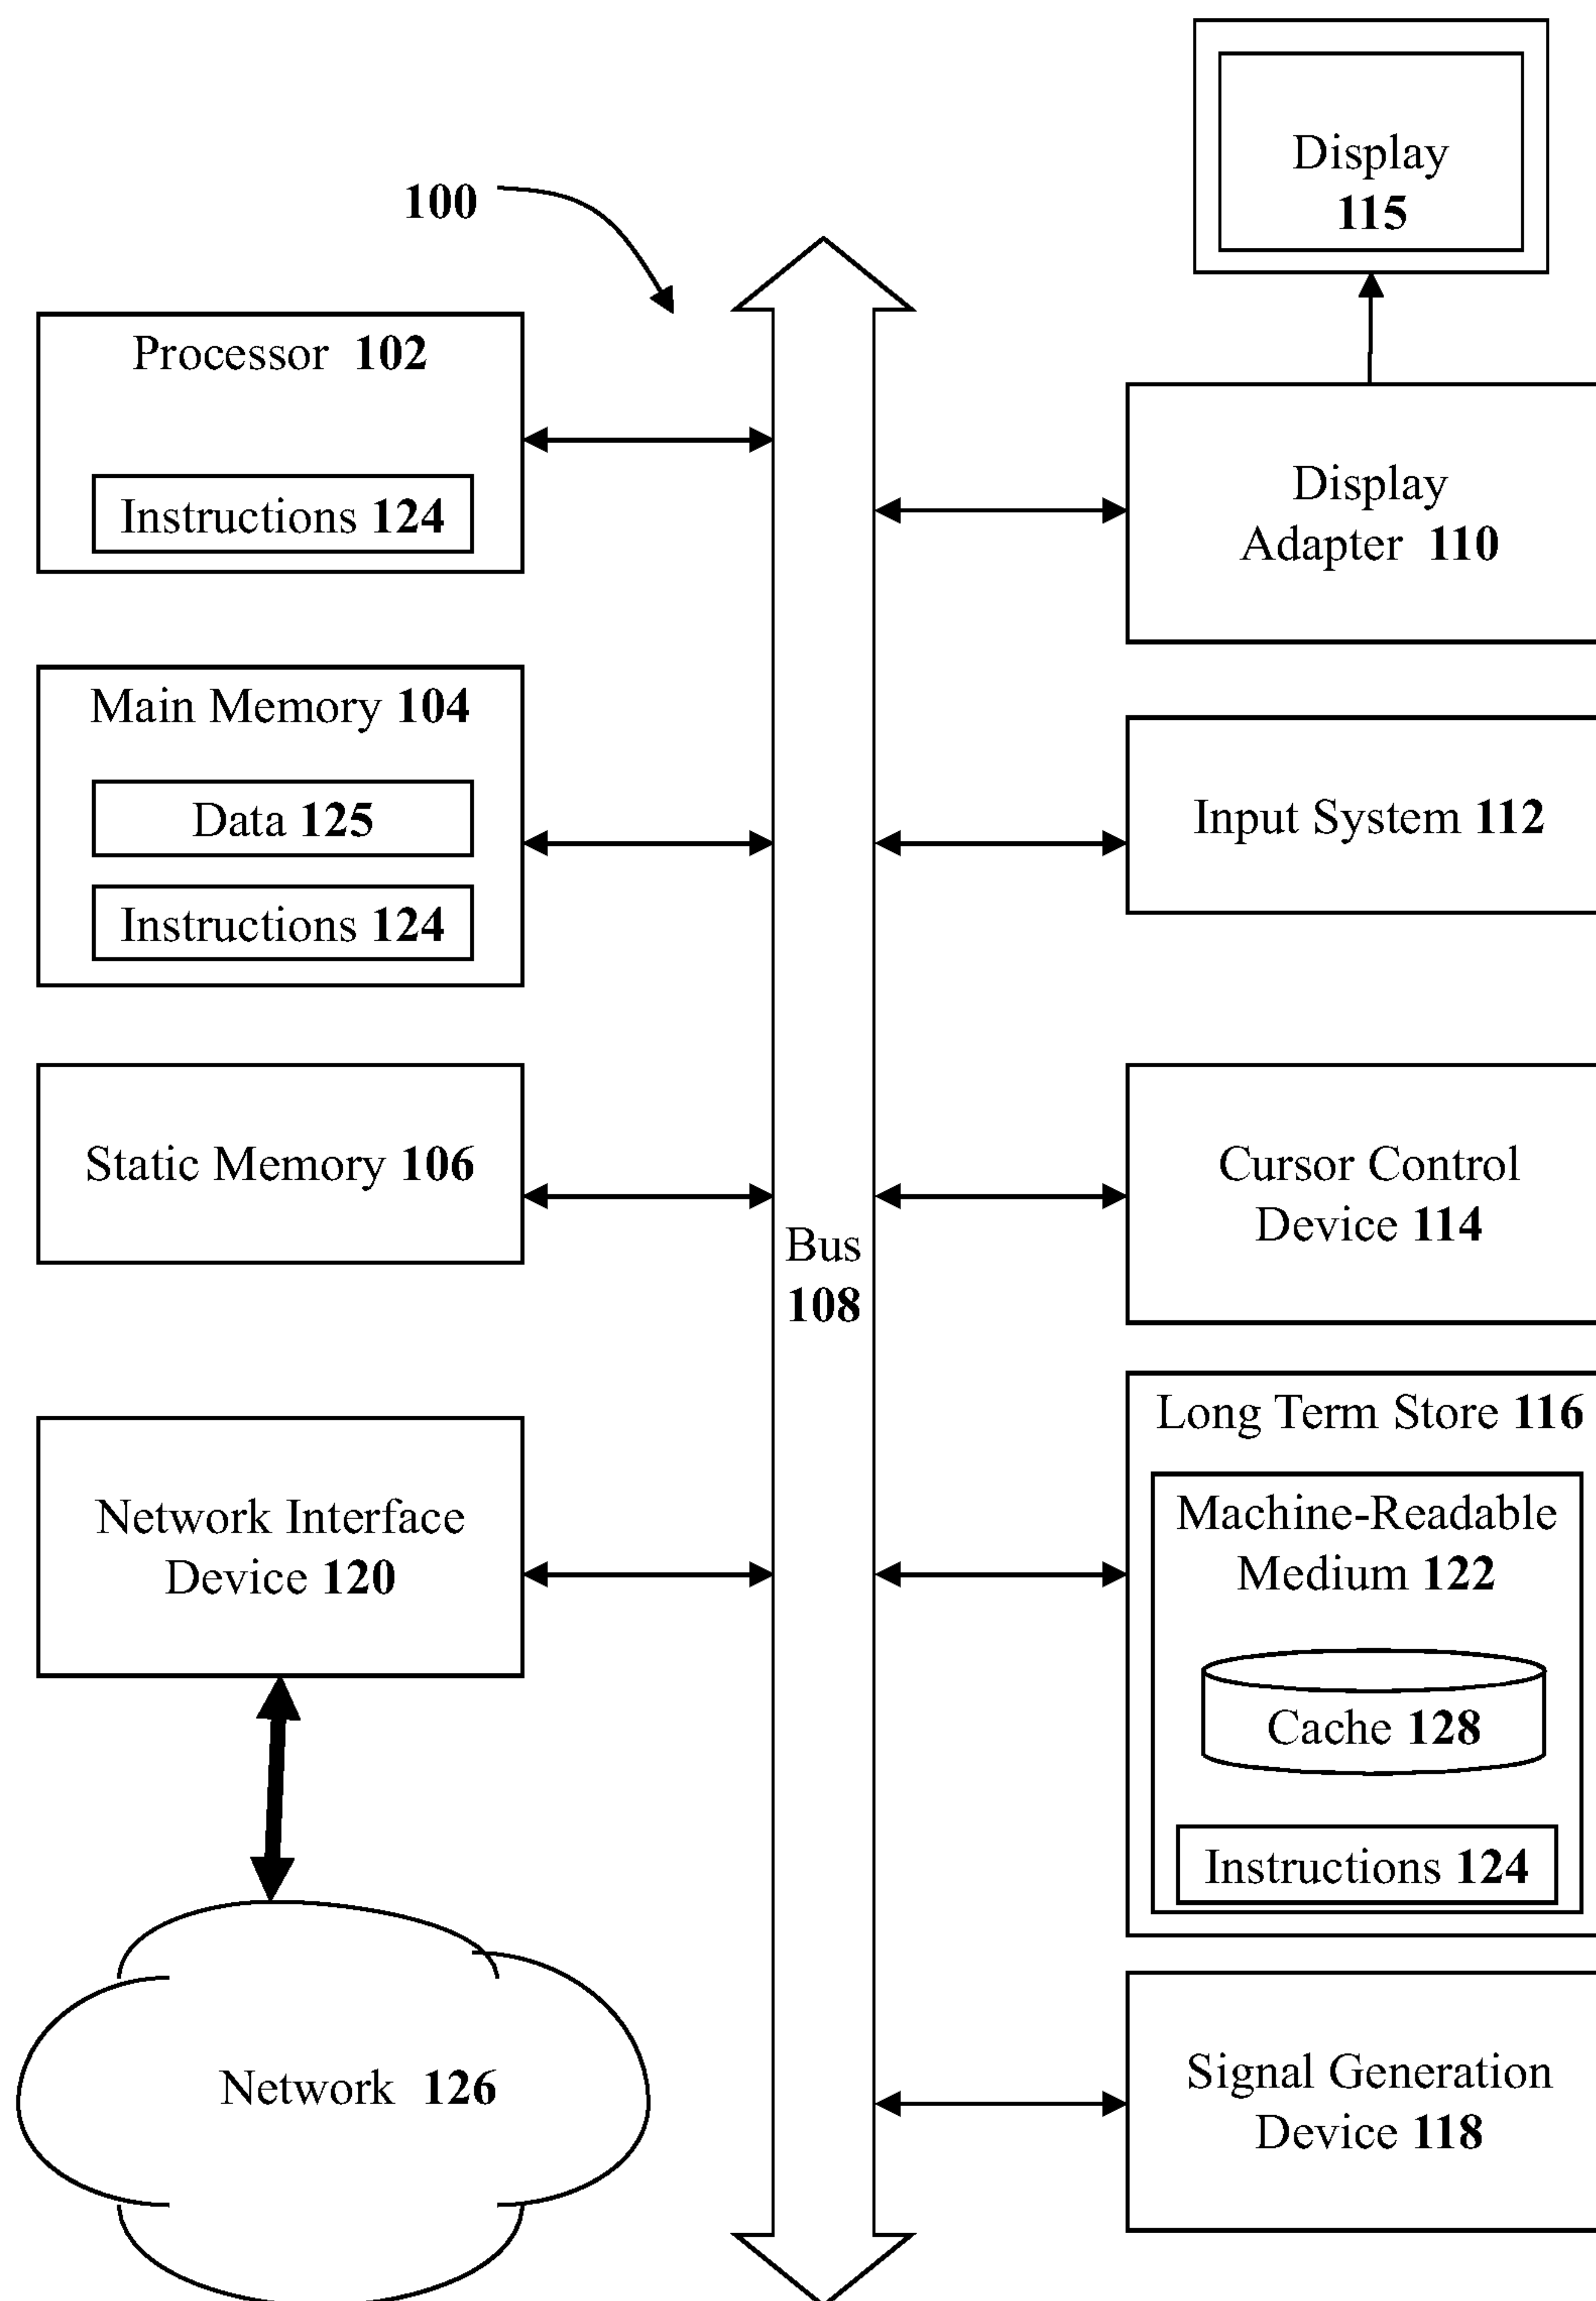 Display
115
100
Processor 102
Instructions 124
Display
Adapter 110
Main Memory 104
Data 125
Instructions 124
Input System 112
Static Memory 106
Cursor Control
Device 114
Bus
108
Network Interface
Device 120
Long Term Store 116
Machine-Readable
Medium 122
Cache 128
Instructions 124
Network 126
Signal Generation
Device 118